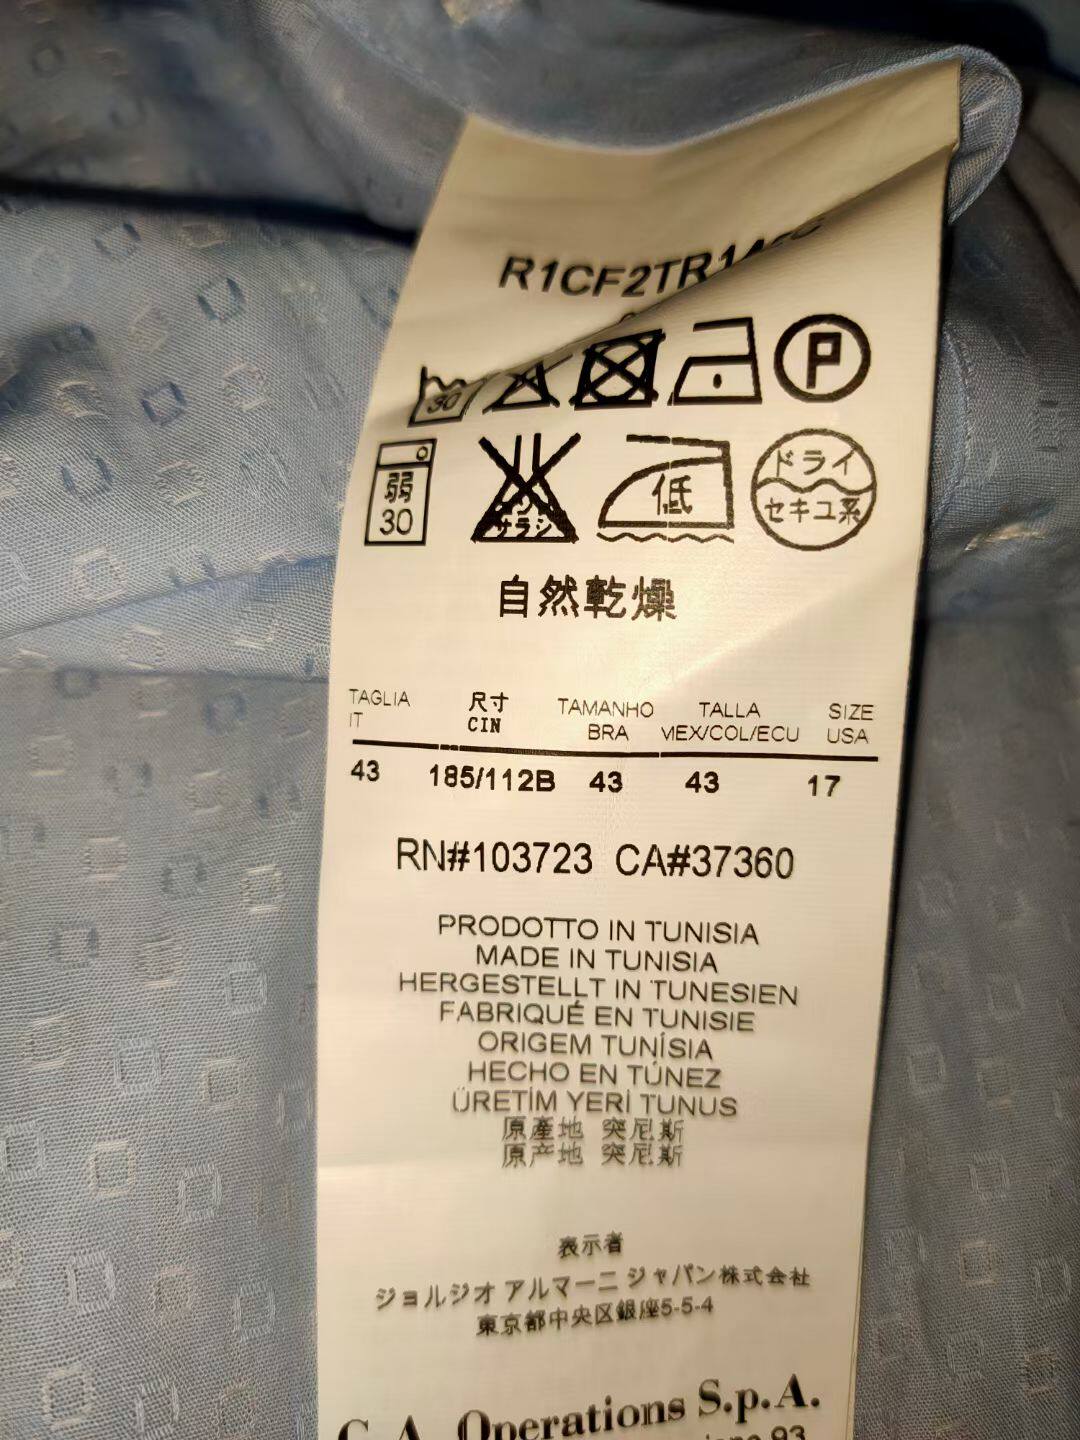 30
P
弱
30
サラシ
低
ドライ
セキユ系
自然乾燥
TAGLIA 尺寸 TAMANHO TALLA SIZE
IT CIN BRA MEX/COL/ECU USA
43 185/112B 43 43 17
RN#103723 CA#37360
PRODOTTO IN TUNISIA
MADE IN TUNISIA
HERGESTELLT IN TUNESIEN
FABRIQUÉ EN TUNISIE
ORIGEM TUNÍSIA
HECHO EN TÚNEZ
ÜRETİM YERİ TUNUS
原產地 突尼斯
原产地 突尼斯
表示者
ジョルジオ アルマーニ ジャパン株式会社
東京都中央区銀座5-5-4
G.A. Operations S.p.A.
93